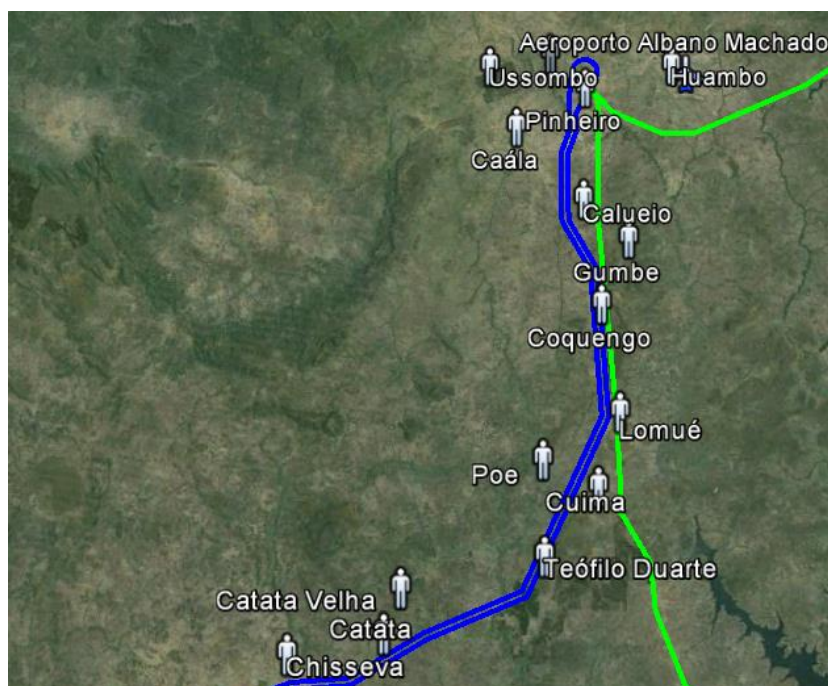 Aeroporto Albano Machado
Ussombo
Huambo
Pinheiro
Caála
Calueio
Gumbe
Coquengo
Lomué
Poe
Cuima
Teófilo Duarte
Catata Velha
Catata
Chisseva